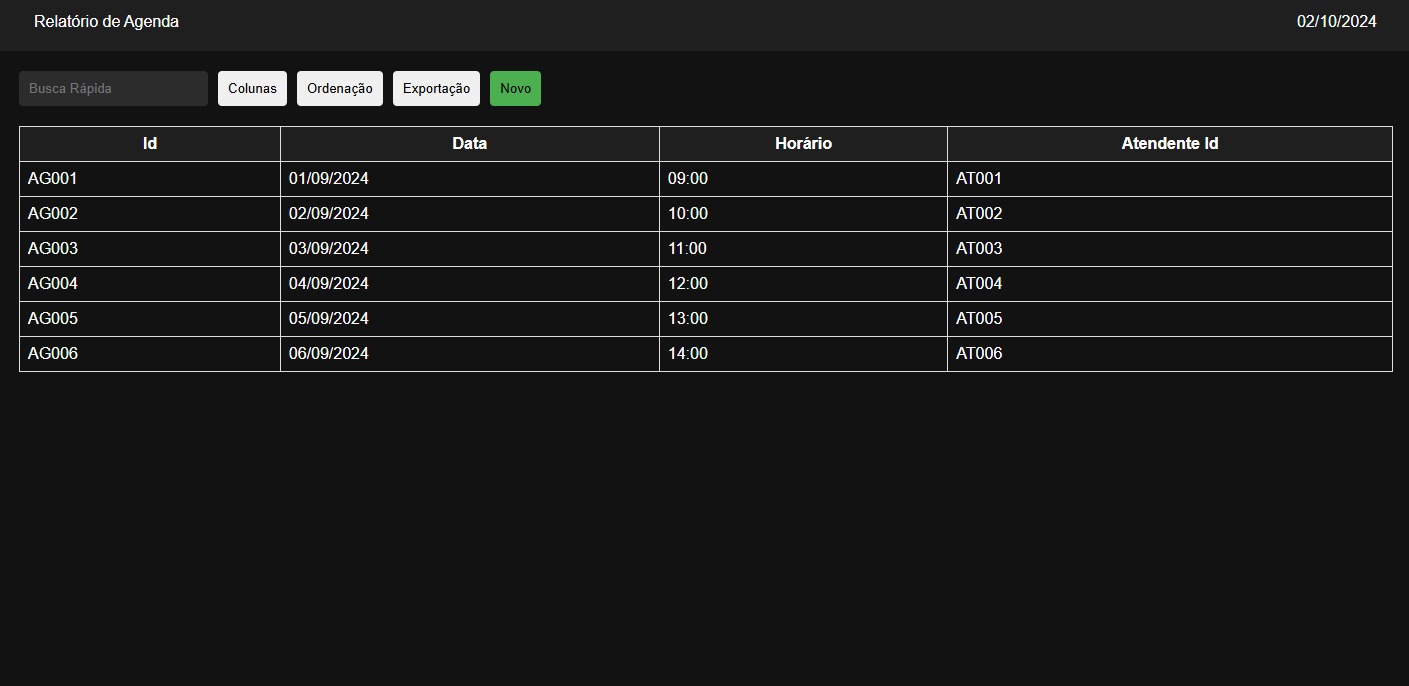 Relatório de Agenda 02/10/2024
Busca Rápida Colunas Ordenação Exportação Novo
Id Data Horário Atendente Id
AG001 01/09/2024 09:00 AT001
AG002 02/09/2024 10:00 AT002
AG003 03/09/2024 11:00 AT003
AG004 04/09/2024 12:00 AT004
AG005 05/09/2024 13:00 AT005
AG006 06/09/2024 14:00 AT006